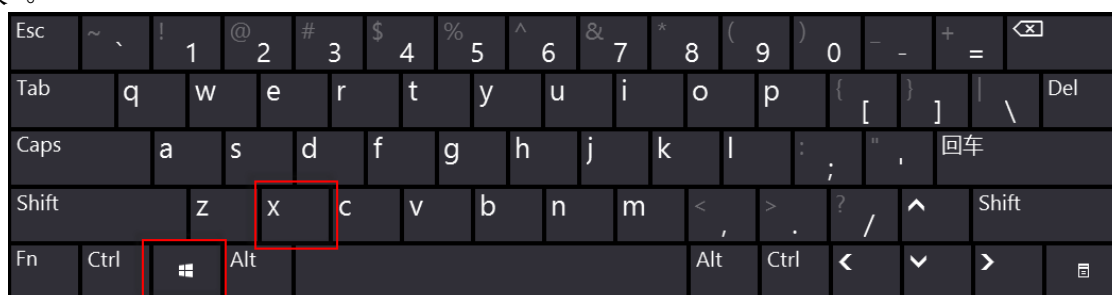 Esc ~ ` ! 1 @ 2 # 3 $ 4 % 5 ^ 6 & 7 * 8 ( 9 ) 0 _ - + =
Tab q w e r t y u i o p { [ } ] | \ Del
Caps a s d f g h j k l : ; " ' 回车
Shift z x c v b n m < , > . ? / Shift
Fn Ctrl Alt Alt Ctrl